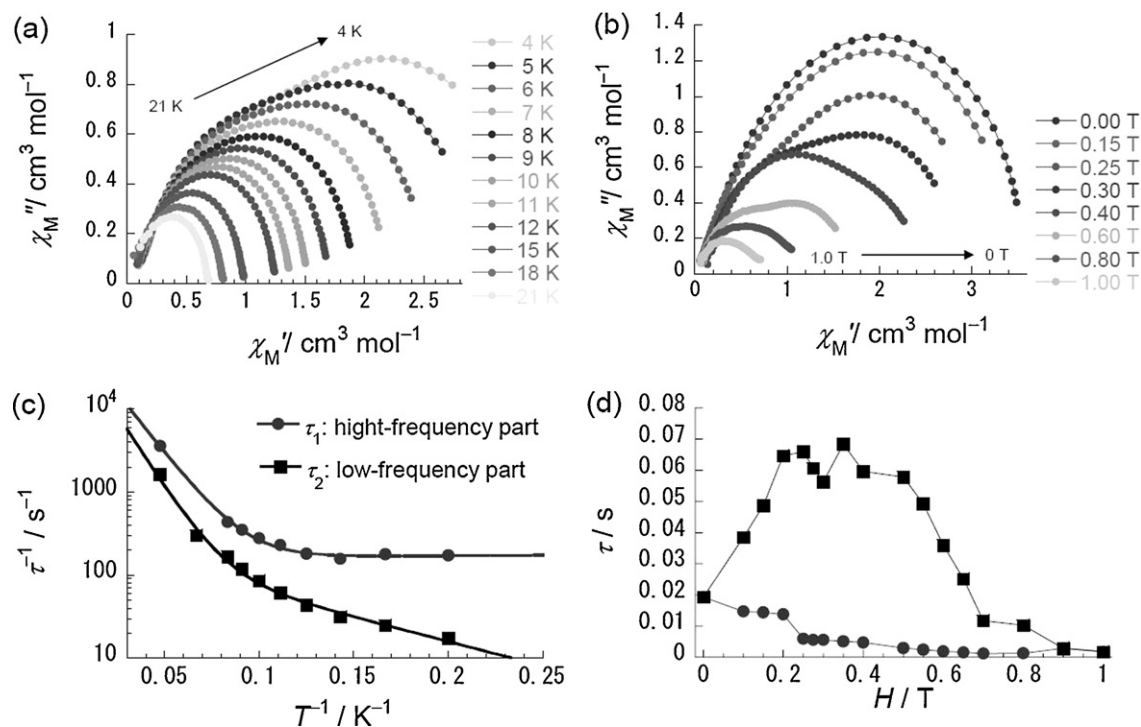 (a)
1
0.8
0.6
0.4
0.2
0
0
0.5
1
1.5
2
2.5
4 K
21 K
4 K
5 K
6 K
7 K
8 K
9 K
10 K
11 K
12 K
15 K
18 K
21 K
χM″/ cm³ mol⁻¹
χM′/ cm³ mol⁻¹
(b)
1.4
1.2
1
0.8
0.6
0.4
0.2
0
0
1
2
3
1.0 T
0 T
0.00 T
0.15 T
0.25 T
0.30 T
0.40 T
0.60 T
0.80 T
1.00 T
χM″/ cm³ mol⁻¹
χM′/ cm³ mol⁻¹
(c)
10⁴
1000
100
10
0.05
0.1
0.15
0.2
0.25
τ₁: hight-frequency part
τ₂: low-frequency part
τ⁻¹ / s⁻¹
T⁻¹ / K⁻¹
(d)
0.08
0.07
0.06
0.05
0.04
0.03
0.02
0.01
0
0
0.2
0.4
0.6
0.8
1
τ / s
H / T